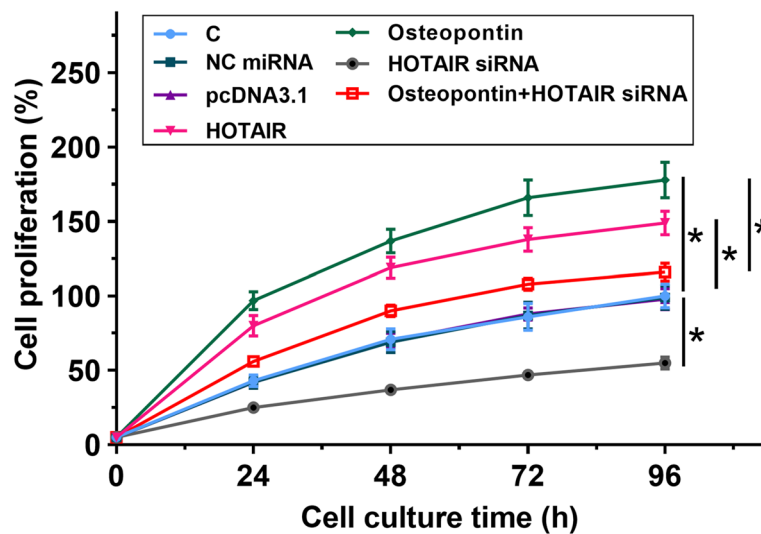 C
NC miRNA
pcDNA3.1
HOTAIR
Osteopontin
HOTAIR siRNA
Osteopontin+HOTAIR siRNA
Cell proliferation (%)
250
200
150
100
50
0
0 24 48 72 96
Cell culture time (h)
*
*
*
*